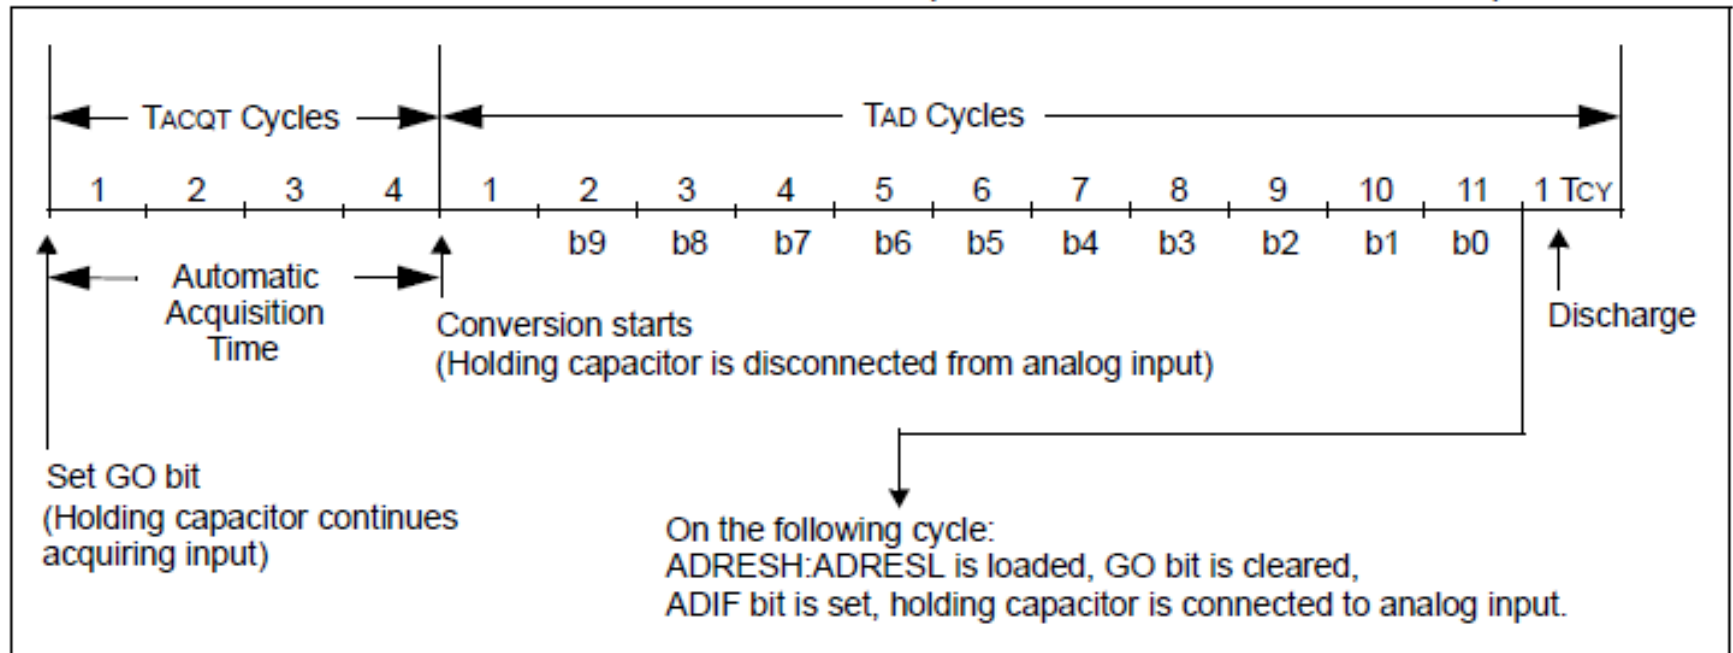 TACQT Cycles
TAD Cycles
1 2 3 4 1 2 3 4 5 6 7 8 9 10 11 1 TCY
b9 b8 b7 b6 b5 b4 b3 b2 b1 b0
Automatic
Acquisition
Time
Conversion starts
(Holding capacitor is disconnected from analog input)
Discharge
Set GO bit
(Holding capacitor continues
acquiring input)
On the following cycle:
ADRESH:ADRESL is loaded, GO bit is cleared,
ADIF bit is set, holding capacitor is connected to analog input.